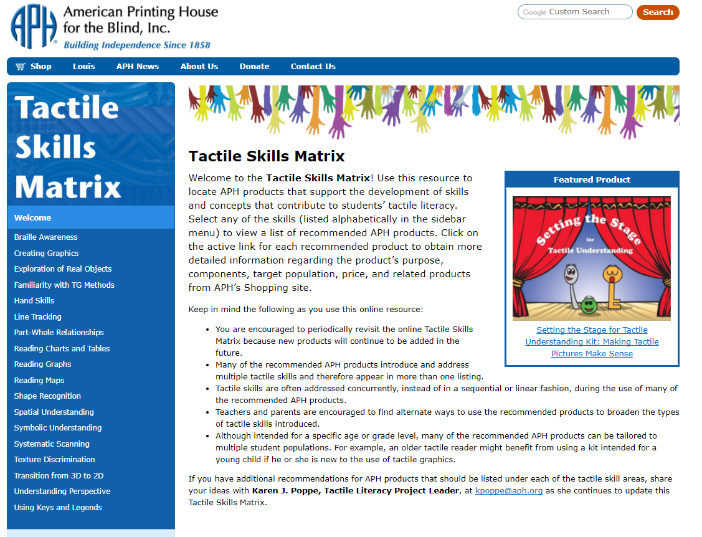 APH
American Printing House
for the Blind, Inc.
Building Independence Since 1858
Google Custom Search
Search
Shop Louis APH News About Us Donate Contact Us
Tactile
Skills
Matrix
Welcome
Braille Awareness
Creating Graphics
Exploration of Real Objects
Familiarity with TG Methods
Hand Skills
Line Tracking
Part-Whole Relationships
Reading Charts and Tables
Reading Graphs
Reading Maps
Shape Recognition
Spatial Understanding
Symbolic Understanding
Systematic Scanning
Texture Discrimination
Transition from 3D to 2D
Understanding Perspective
Using Keys and Legends
Tactile Skills Matrix
Welcome to the Tactile Skills Matrix! Use this resource to
locate APH products that support the development of skills
and concepts that contribute to students' tactile literacy.
Select any of the skills (listed alphabetically in the sidebar
menu) to view a list of recommended APH products. Click on
the active link for each recommended product to obtain more
detailed information regarding the product's purpose,
components, target population, price, and related products
from APH's Shopping site.
Featured Product
Setting the Stage
for
Tactile Understanding
Setting the Stage for Tactile
Understanding Kit: Making Tactile
Pictures Make Sense
Keep in mind the following as you use this online resource:
• You are encouraged to periodically revisit the online Tactile Skills
Matrix because new products will continue to be added in the
future.
• Many of the recommended APH products introduce and address
multiple tactile skills and therefore appear in more than one listing.
• Tactile skills are often addressed concurrently, instead of in a sequential or linear fashion, during the use of many of
the recommended APH products.
• Teachers and parents are encouraged to find alternate ways to use the recommended products to broaden the types
of tactile skills introduced.
• Although intended for a specific age or grade level, many of the recommended APH products can be tailored to
multiple student populations. For example, an older tactile reader might benefit from using a kit intended for a
young child if he or she is new to the use of tactile graphics.
If you have additional recommendations for APH products that should be listed under each of the tactile skill areas, share
your ideas with Karen J. Poppe, Tactile Literacy Project Leader, at kpoppe@aph.org as she continues to update this
Tactile Skills Matrix.